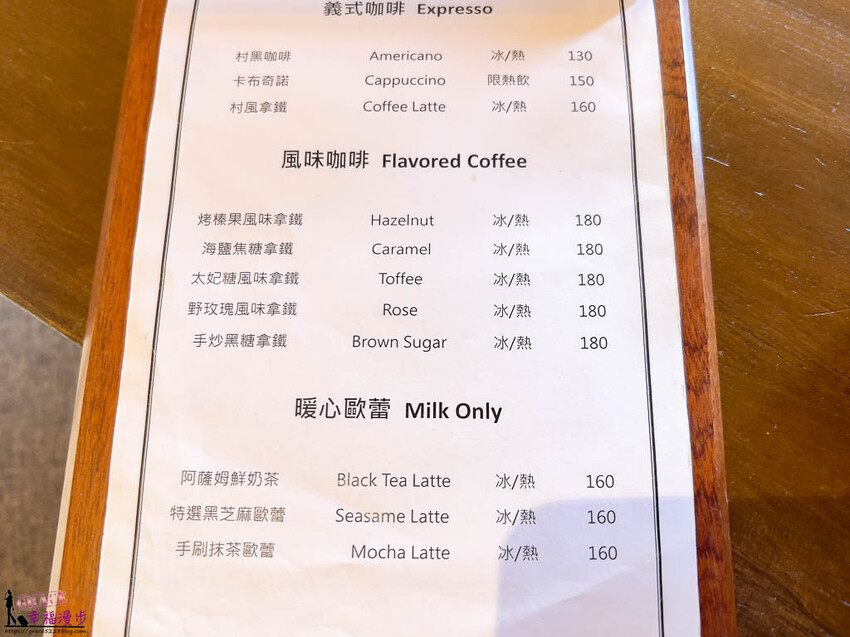 義式咖啡 Expresso
村黑咖啡 Americano 冰/熱 130
卡布奇諾 Cappuccino 限熱飲 150
村風拿鐵 Coffee Latte 冰/熱 160
風味咖啡 Flavored Coffee
烤榛果風味拿鐵 Hazelnut 冰/熱 180
海鹽焦糖拿鐵 Caramel 冰/熱 180
太妃糖風味拿鐵 Toffee 冰/熱 180
野玫瑰風味拿鐵 Rose 冰/熱 180
手炒黑糖拿鐵 Brown Sugar 冰/熱 180
暖心歐蕾 Milk Only
阿薩姆鮮奶茶 Black Tea Latte 冰/熱 160
特選黑芝麻歐蕾 Seasame Latte 冰/熱 160
手刷抹茶歐蕾 Mocha Latte 冰/熱 160
幸福漫步